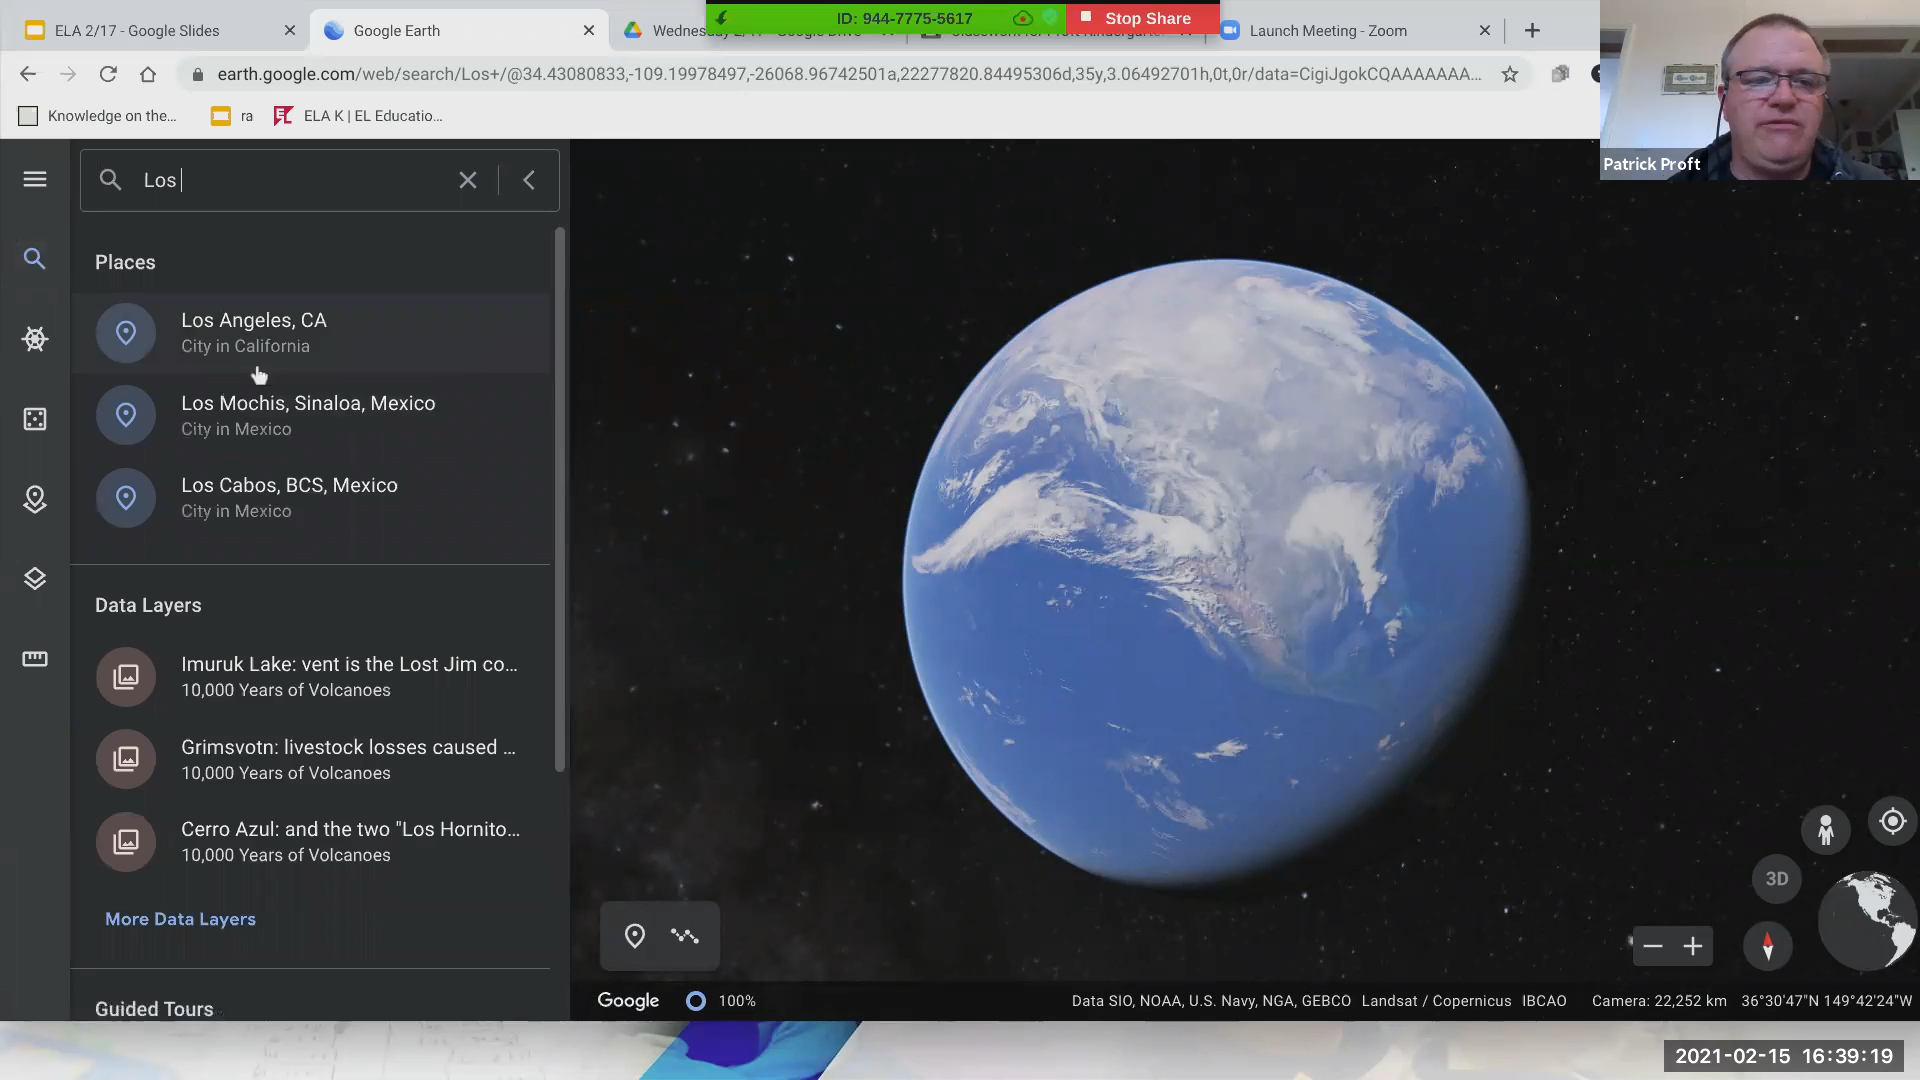 ELA 2/17 - Google Slides
Google Earth
ID: 944-7775-5617
Stop Share
Launch Meeting - Zoom
earth.google.com/web/search/Los+/@34.43080833,-109.19978497,-26068.96742501a,22277820.84495306d,35y,3.06492701h,0t,0r/data=CigiJgokCQAAAAAAA...
Knowledge on the...
ra
ELA K | EL Educatio...
Patrick Proft
Los
Places
Los Angeles, CA
City in California
Los Mochis, Sinaloa, Mexico
City in Mexico
Los Cabos, BCS, Mexico
City in Mexico
Data Layers
Imuruk Lake: vent is the Lost Jim co...
10,000 Years of Volcanoes
Grimsvotn: livestock losses caused ...
10,000 Years of Volcanoes
Cerro Azul: and the two "Los Hornito...
10,000 Years of Volcanoes
More Data Layers
Guided Tours
3D
Google
100%
Data SIO, NOAA, U.S. Navy, NGA, GEBCO Landsat / Copernicus IBCAO
Camera: 22,252 km 36°30'47"N 149°42'24"W
2021-02-15 16:39:19